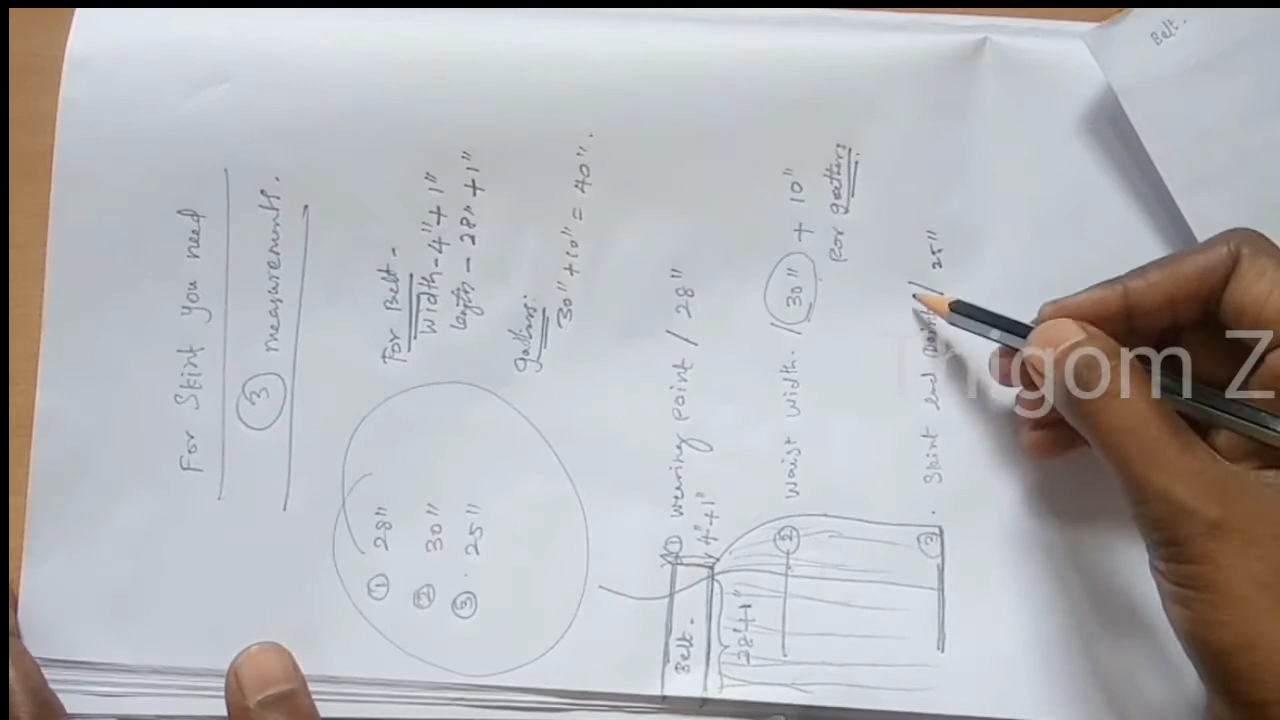 For Skirt you need
3 measurements.
For Belt -
Width - 4" + 1"
length - 28" + 1"
gathers:
30" + 10" = 40".
1 28"
2 30"
3. 25"
1 wearing point / 28"
4"+1"
Belt -
28"+1"
2 Waist width. / 30" + 10"
For gathers
3. Skirt end point / 25"
Belt.
Thigom Z